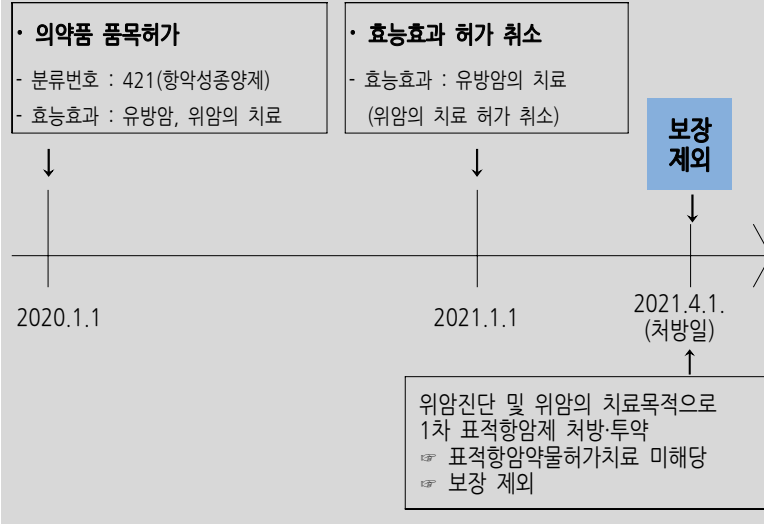 · 의약품 품목허가
- 분류번호 : 421(항악성종양제)
- 효능효과 : 유방암, 위암의 치료
· 효능효과 허가 취소
- 효능효과 : 유방암의 치료
(위암의 치료 허가 취소)
보장
제외
2020.1.1
2021.1.1
2021.4.1.
(처방일)
위암진단 및 위암의 치료목적으로
1차 표적항암제 처방·투약
☞ 표적항암약물허가치료 미해당
☞ 보장 제외